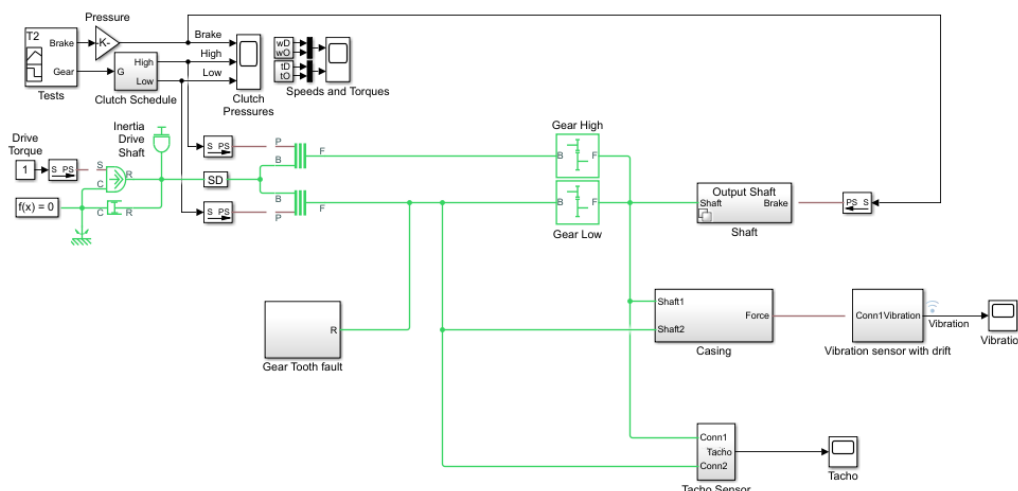 Pressure
T2
Brake
Gear
Tests
-K-
G
High
Low
Clutch Schedule
Brake
High
Low
Clutch
Pressures
wD
wO
tD
tO
Speeds and Torques
Inertia
Drive
Shaft
Drive
Torque
1
S PS
S
C
R
f(x) = 0
C
R
S PS
P
B
F
SD
S PS
B
F
P
Gear High
B
F
B
F
Gear Low
Output Shaft
Shaft
Brake
Shaft
PS S
R
Gear Tooth fault
Shaft1
Force
Shaft2
Casing
Conn1
Vibration
Vibration sensor with drift
Vibration
Vibratio
Conn1
Tacho
Conn2
Tacho Sensor
Tacho